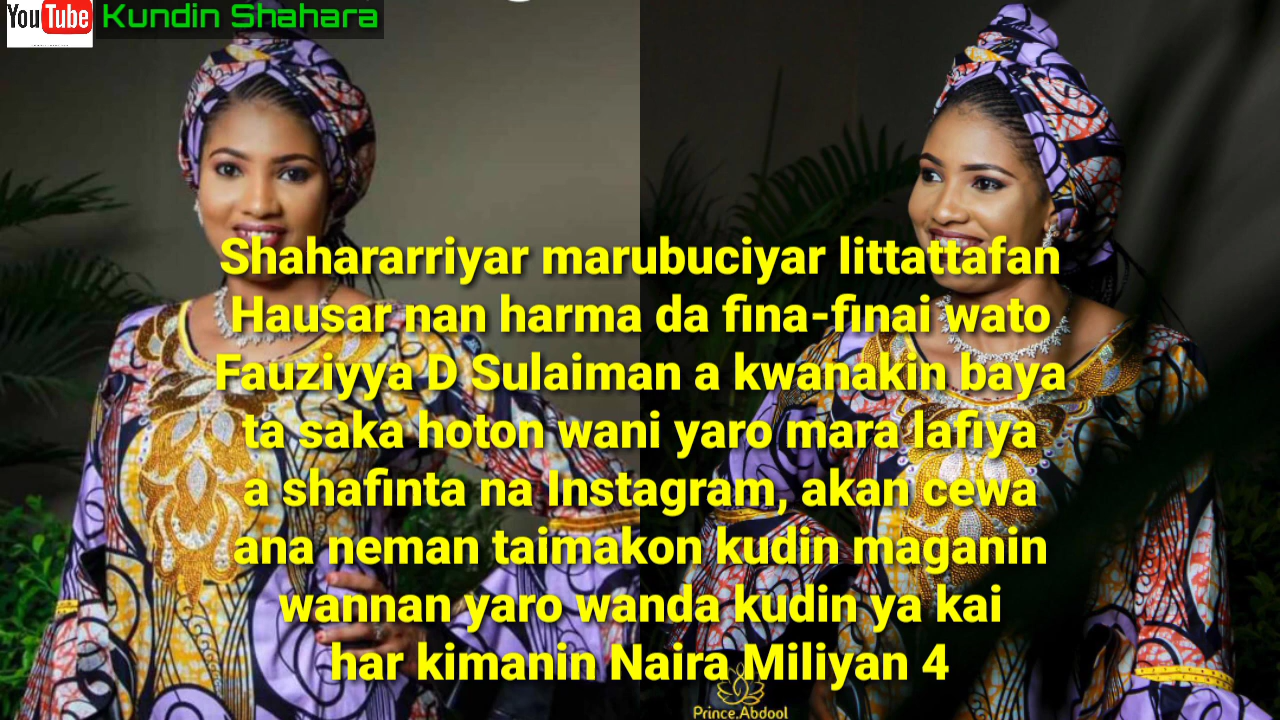 YouTube Kundin Shahara
Shahararriyar marubuciyar littattafan
Hausar nan harma da fina-finai wato
Fauziyya D Sulaiman a kwanakin baya
ta saka hoton wani yaro mara lafiya
a shafinta na Instagram, akan cewa
ana neman taimakon kudin maganin
wannan yaro wanda kudin ya kai
har kimanin Naira Miliyan 4
Prince.Abdool